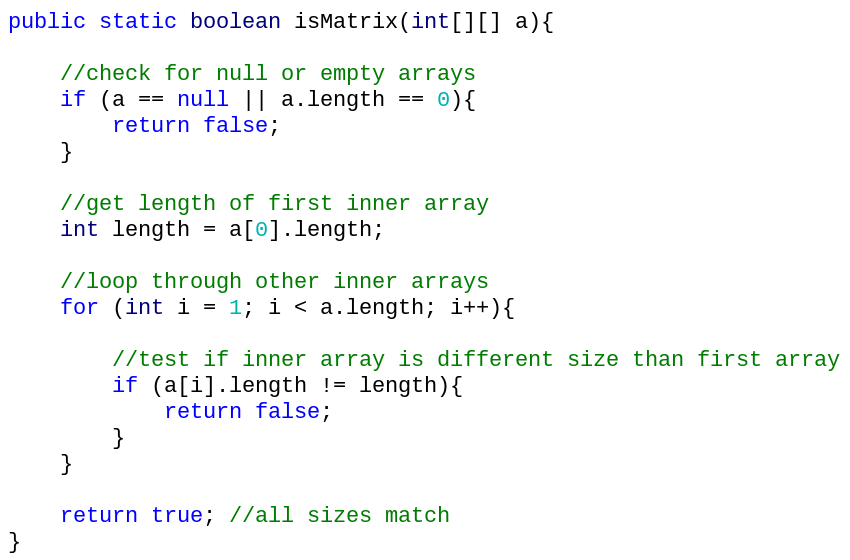 public static boolean isMatrix(int[][] a){
    //check for null or empty arrays
    if (a == null || a.length == 0){
        return false;
    }
    //get length of first inner array
    int length = a[0].length;
    //loop through other inner arrays
    for (int i = 1; i < a.length; i++){
        //test if inner array is different size than first array
        if (a[i].length != length){
            return false;
        }
    }
    return true; //all sizes match
}